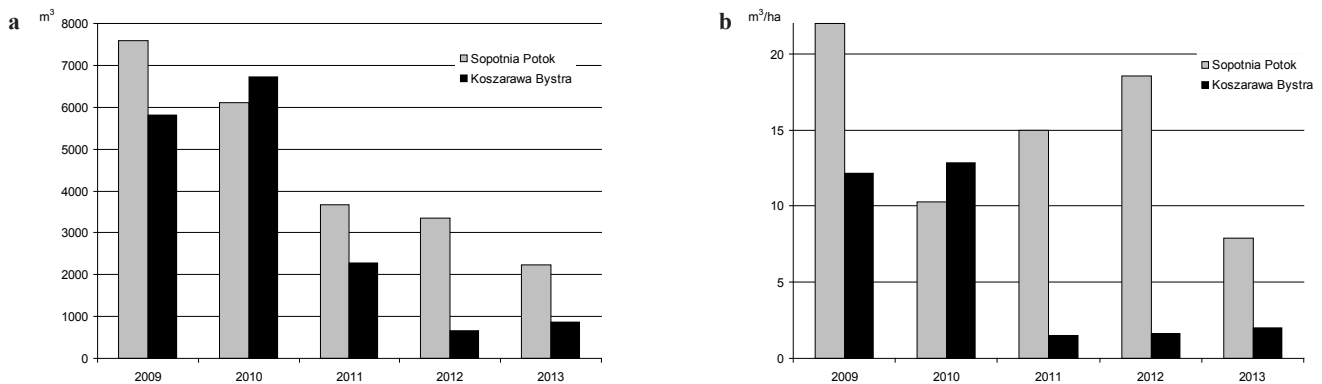 a
m³
8000
7000
6000
5000
4000
3000
2000
1000
0
Sopotnia Potok
Koszarawa Bystra
2009 2010 2011 2012 2013
b
m³/ha
20
15
10
5
0
Sopotnia Potok
Koszarawa Bystra
2009 2010 2011 2012 2013